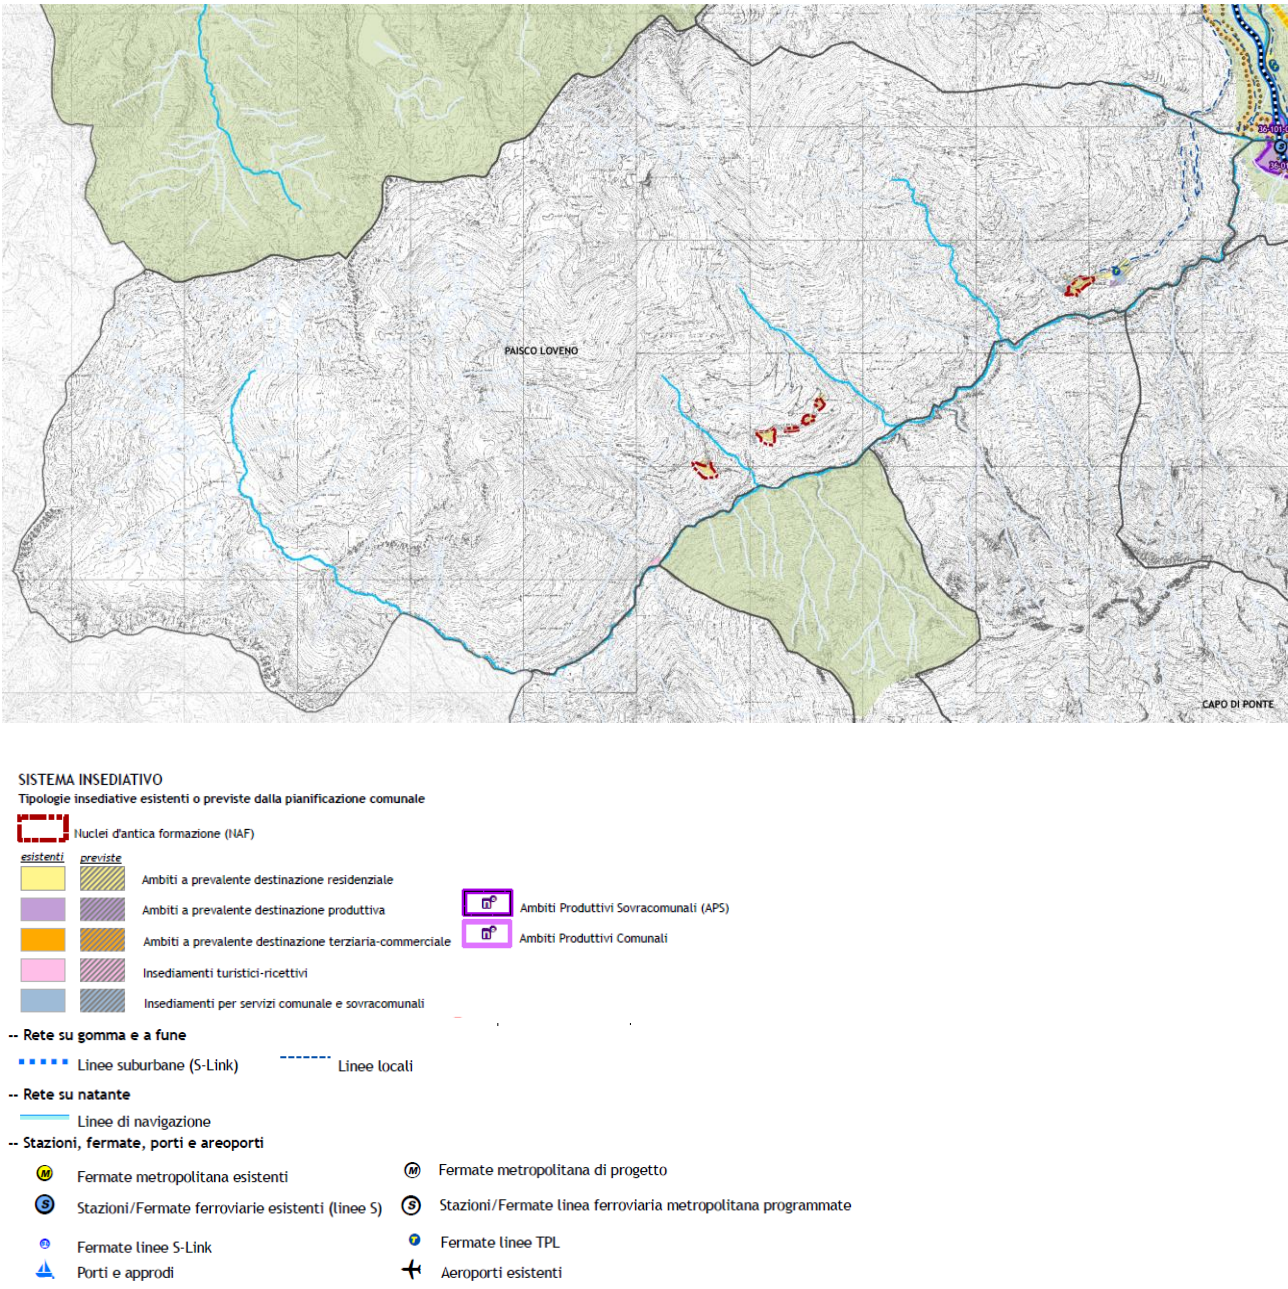 36-101-
36-0
PAISCO LOVENO
CAPO DI PONTE
SISTEMA INSEDIATIVO
Tipologie insediative esistenti o previste dalla pianificazione comunale
Nuclei d'antica formazione (NAF)
esistenti previste
Ambiti a prevalente destinazione residenziale
Ambiti a prevalente destinazione produttiva
Ambiti Produttivi Sovracomunali (APS)
Ambiti a prevalente destinazione terziaria-commerciale
Ambiti Produttivi Comunali
Insediamenti turistici-ricettivi
Insediamenti per servizi comunale e sovracomunali
-- Rete su gomma e a fune
Linee suburbane (S-Link) Linee locali
-- Rete su natante
Linee di navigazione
-- Stazioni, fermate, porti e areoporti
M Fermate metropolitana esistenti M Fermate metropolitana di progetto
S Stazioni/Fermate ferroviarie esistenti (linee S) S Stazioni/Fermate linea ferroviaria metropolitana programmate
Fermate linee S-Link T Fermate linee TPL
Porti e approdi Aeroporti esistenti